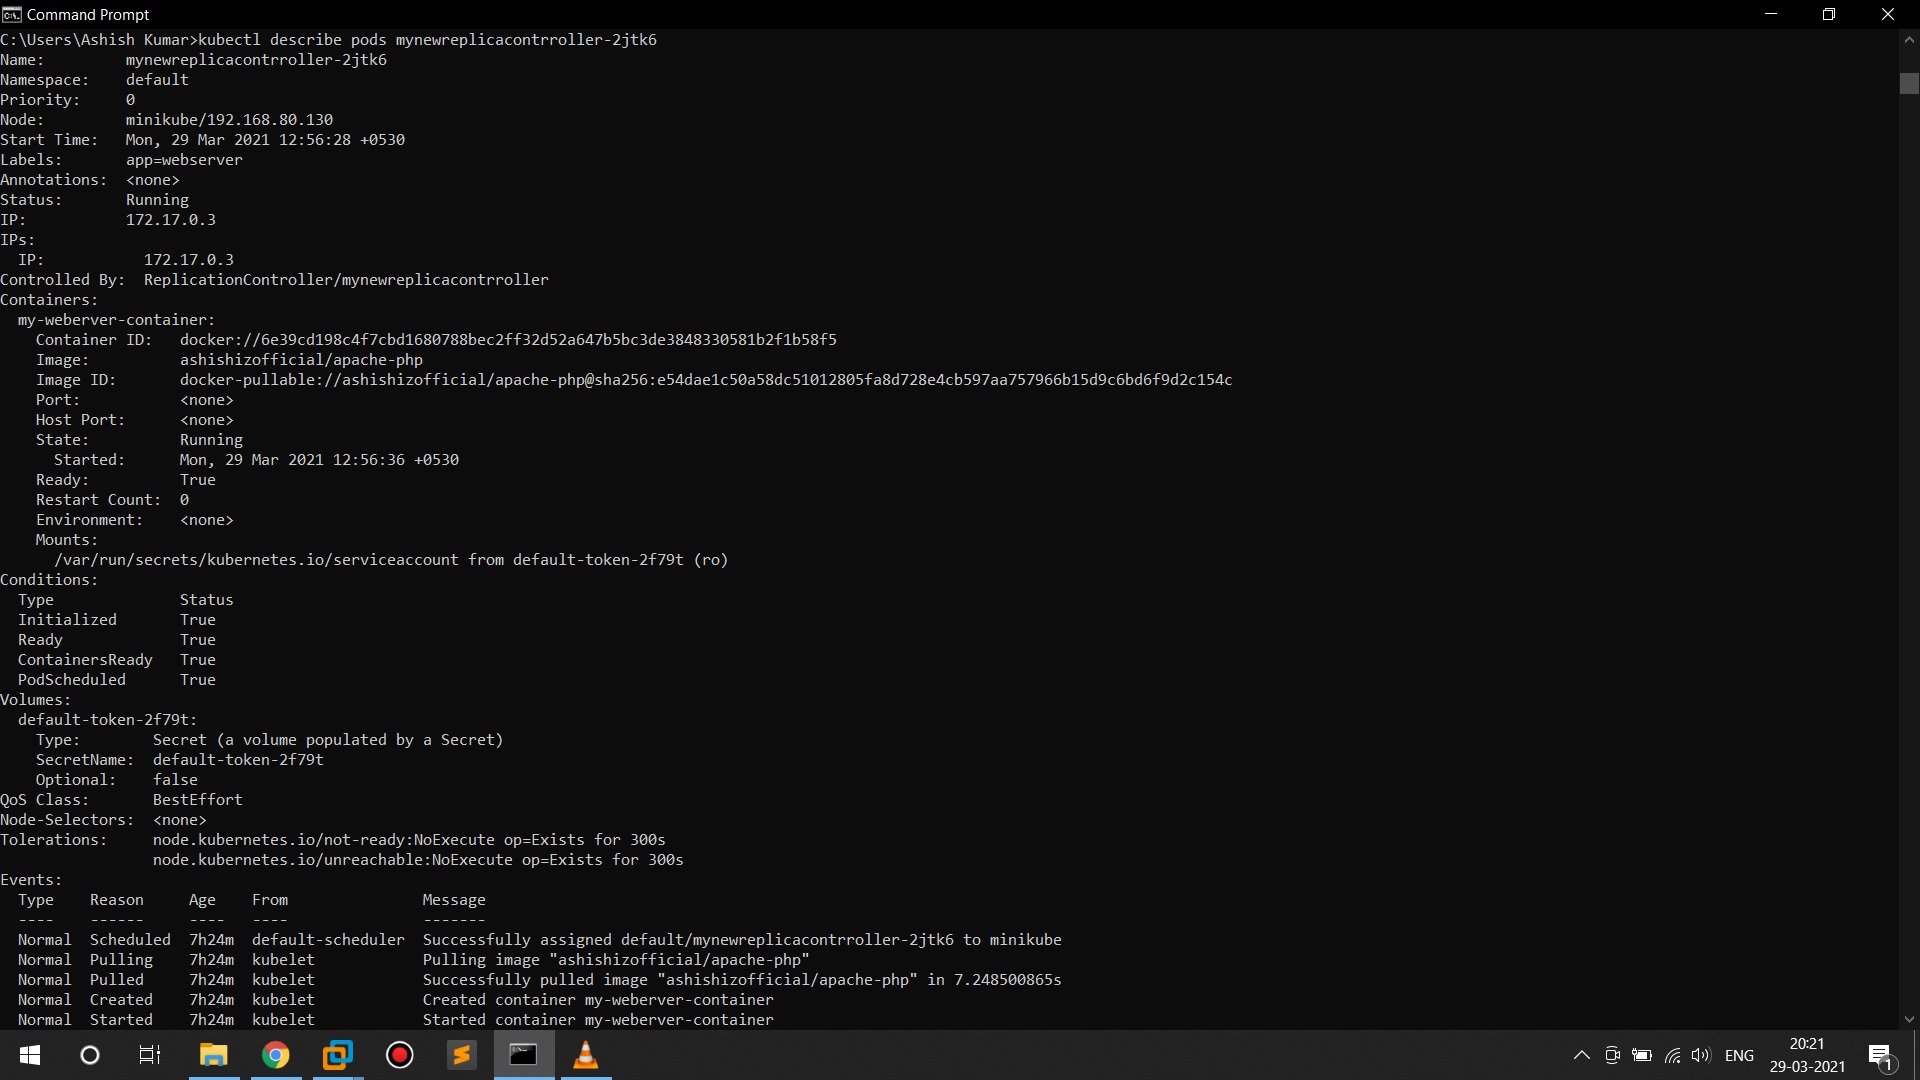 Command Prompt
C:\Users\Ashish Kumar>kubectl describe pods mynewreplicacontrroller-2jtk6
Name:         mynewreplicacontrroller-2jtk6
Namespace:    default
Priority:     0
Node:         minikube/192.168.80.130
Start Time:   Mon, 29 Mar 2021 12:56:28 +0530
Labels:       app=webserver
Annotations:  <none>
Status:       Running
IP:           172.17.0.3
IPs:
  IP:           172.17.0.3
Controlled By:  ReplicationController/mynewreplicacontrroller
Containers:
  my-weberver-container:
    Container ID:   docker://6e39cd198c4f7cbd1680788bec2ff32d52a647b5bc3de3848330581b2f1b58f5
    Image:          ashishizofficial/apache-php
    Image ID:       docker-pullable://ashishizofficial/apache-php@sha256:e54dae1c50a58dc51012805fa8d728e4cb597aa757966b15d9c6bd6f9d2c154c
    Port:           <none>
    Host Port:      <none>
    State:          Running
      Started:      Mon, 29 Mar 2021 12:56:36 +0530
    Ready:          True
    Restart Count:  0
    Environment:    <none>
    Mounts:
      /var/run/secrets/kubernetes.io/serviceaccount from default-token-2f79t (ro)
Conditions:
  Type              Status
  Initialized       True
  Ready             True
  ContainersReady   True
  PodScheduled      True
Volumes:
  default-token-2f79t:
    Type:        Secret (a volume populated by a Secret)
    SecretName:  default-token-2f79t
    Optional:    false
QoS Class:       BestEffort
Node-Selectors:  <none>
Tolerations:     node.kubernetes.io/not-ready:NoExecute op=Exists for 300s
                 node.kubernetes.io/unreachable:NoExecute op=Exists for 300s
Events:
  Type    Reason     Age    From               Message
  ----    ------     ----   ----               -------
  Normal  Scheduled  7h24m  default-scheduler  Successfully assigned default/mynewreplicacontrroller-2jtk6 to minikube
  Normal  Pulling    7h24m  kubelet            Pulling image "ashishizofficial/apache-php"
  Normal  Pulled     7h24m  kubelet            Successfully pulled image "ashishizofficial/apache-php" in 7.248500865s
  Normal  Created    7h24m  kubelet            Created container my-weberver-container
  Normal  Started    7h24m  kubelet            Started container my-weberver-container
ENG
20:21
29-03-2021
1